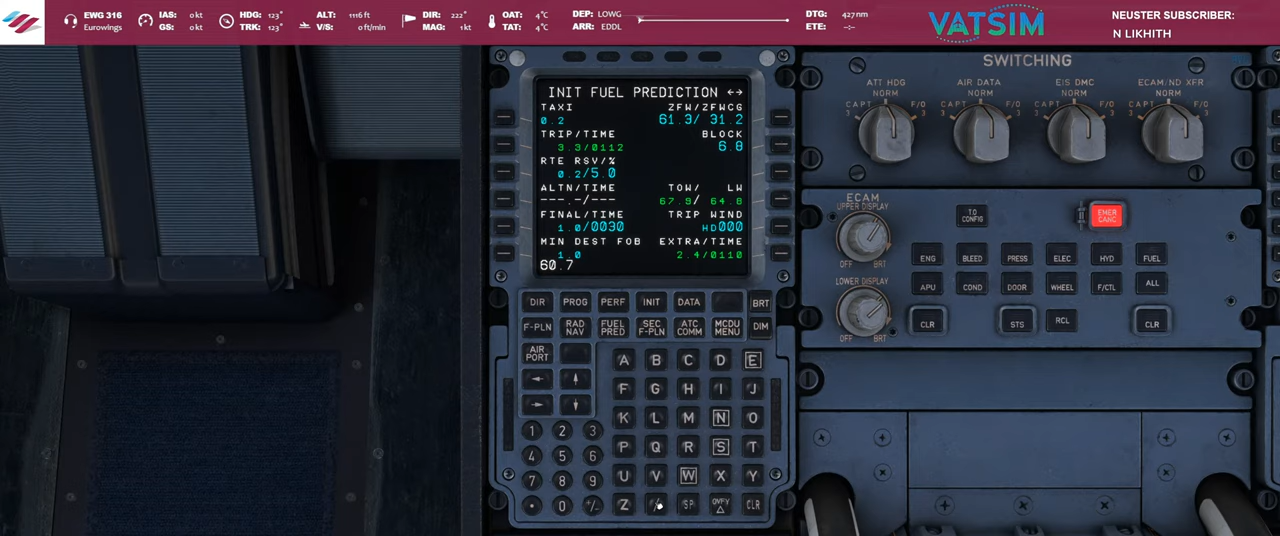 EWG 316
Eurowings
IAS: 0 kt
GS: 0 kt
HDG: 123°
TRK: 123°
ALT: 1116 ft
V/S: 0 ft/min
DIR: 222°
MAG: 1 kt
OAT: 4°C
TAT: 4°C
DEP: LOWG
ARR: EDDL
DTG: 427 nm
ETE: --:--
VATSIM
NEUSTER SUBSCRIBER:
N LIKHITH
INIT FUEL PREDICTION ↔
TAXI ZFW/ZFWCG
0.2 61.3/ 31.2
TRIP/TIME BLOCK
3.3/0112 6.8
RTE RSV/%
0.2/5.0
ALTN/TIME TOW/ LW
---.-/--- 67.9/ 64.6
FINAL/TIME TRIP WIND
1.0/0030 HD000
MIN DEST FOB EXTRA/TIME
1.0 2.4/0110
60.7
DIR PROG PERF INIT DATA BRT
F-PLN RAD NAV FUEL PRED SEC F-PLN ATC COMM MCDU MENU DIM
AIR PORT
← ↑
→ ↓
A B C D E
F G H I J
K L M N O
P Q R S T
U V W X Y
Z / SP OVFY △ CLR
1 2 3
4 5 6
7 8 9
. 0 +/-
SWITCHING
ATT HDG AIR DATA EIS DMC ECAM/ND XFR
NORM NORM NORM NORM
CAPT 3 F/O 3 CAPT 3 F/O 3 CAPT 3 F/O 3 CAPT F/O
ECAM
UPPER DISPLAY
OFF BRT
LOWER DISPLAY
OFF BRT
T.O CONFIG
EMER CANC
ENG BLEED PRESS ELEC HYD FUEL
APU COND DOOR WHEEL F/CTL ALL
CLR STS RCL CLR